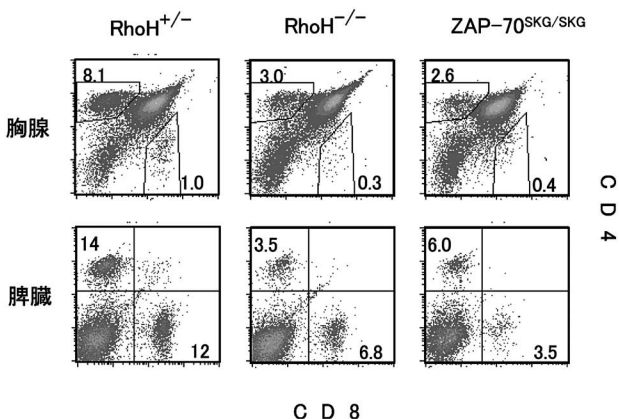 RhoH+/- RhoH-/- ZAP-70SKG/SKG
胸腺
8.1 3.0 2.6
1.0 0.3 0.4
CD4
脾臓
14 3.5 6.0
12 6.8 3.5
CD8